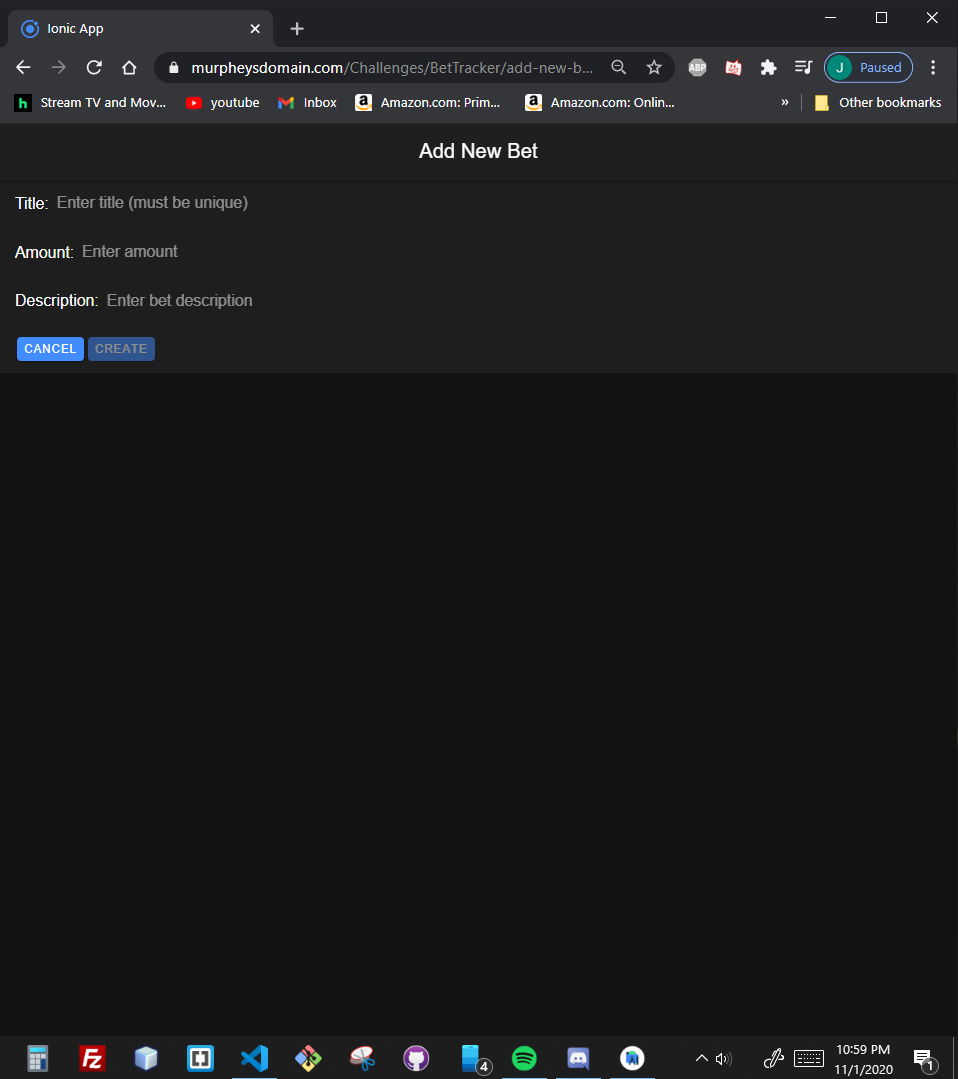 Ionic App
murpheysdomain.com/Challenges/BetTracker/add-new-b...
ABP
J Paused
h Stream TV and Mov... youtube Inbox a Amazon.com: Prim... a Amazon.com: Onlin... » Other bookmarks
Add New Bet
Title: Enter title (must be unique)
Amount: Enter amount
Description: Enter bet description
CANCEL CREATE
Fz
4
10:59 PM
11/1/2020
1